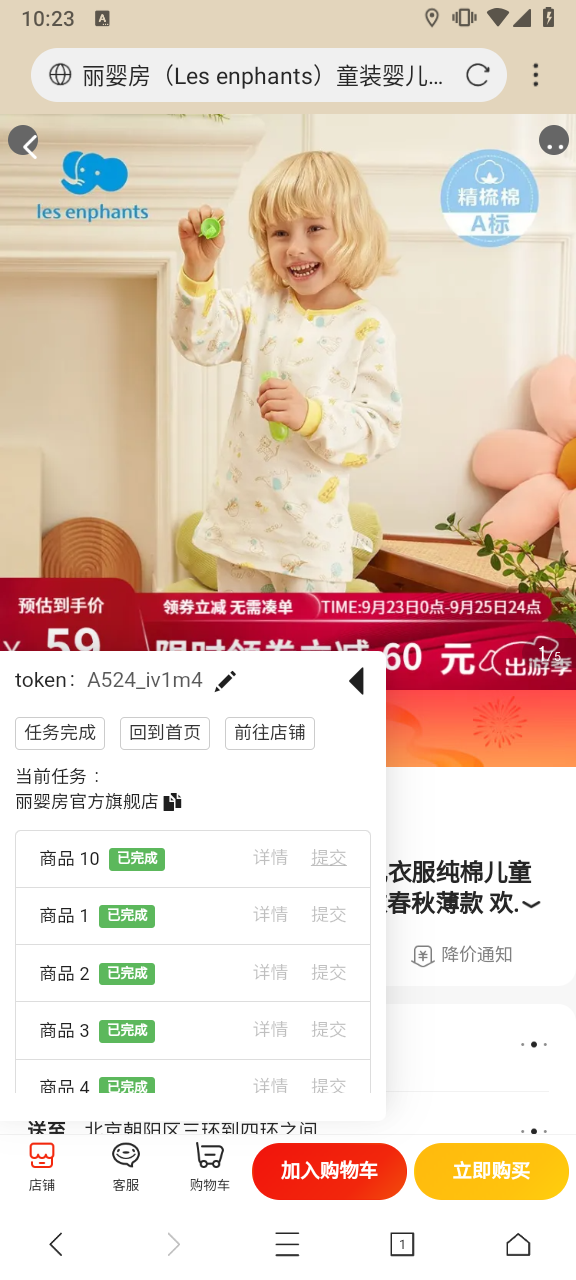 10:23
A
丽婴房（Les enphants）童装婴儿...
les enphants
精梳棉
A标
预估到手价
领券立减 无需凑单
TIME:9月23日0点-9月25日24点
￥59
限时领券立减60 元
出游季
1/5
token： A524_iv1m4
任务完成
回到首页
前往店铺
当前任务：
丽婴房官方旗舰店
商品 10 已完成 详情 提交
商品 1 已完成 详情 提交
商品 2 已完成 详情 提交
商品 3 已完成 详情 提交
商品 4 已完成 详情 提交
衣服纯棉儿童
春秋薄款 欢.
降价通知
送至 北京朝阳区三环到四环之间
店铺
客服
购物车
加入购物车
立即购买
1